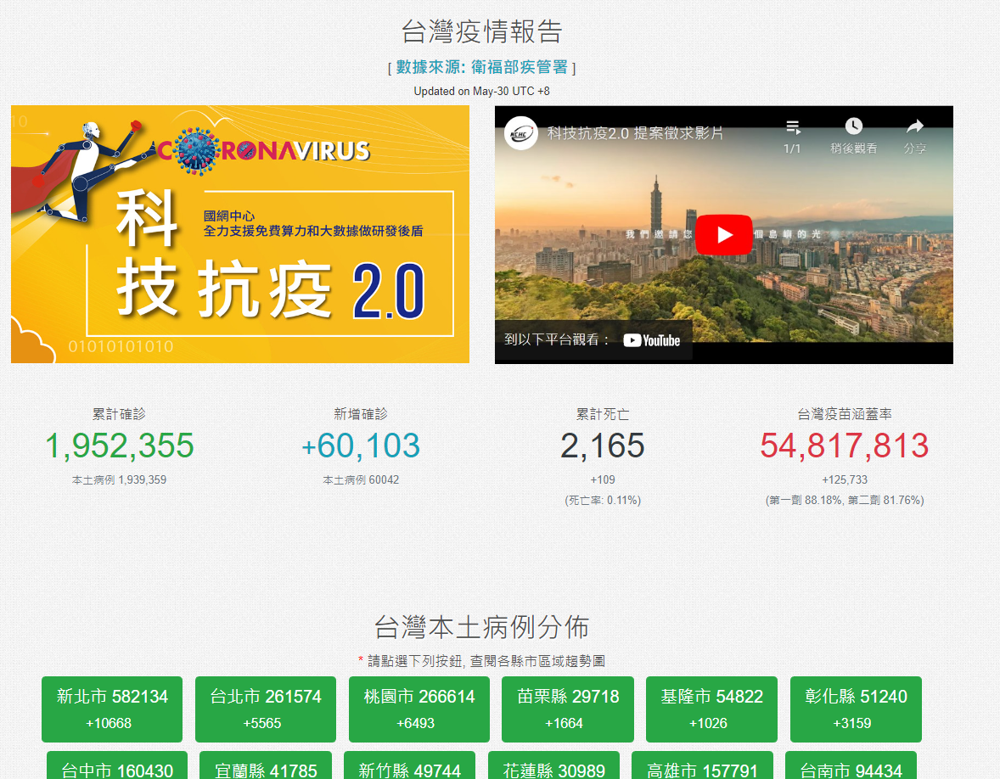 台灣疫情報告
[ 數據來源: 衛福部疾管署 ]
Updated on May-30 UTC +8
10
CORONAVIRUS
國網中心
全力支援免費算力和大數據做研發後盾
科
技 抗疫 2.0
01010101010
NCHC
科技抗疫2.0 提案徵求影片
1/1
稍後觀看
分享
我們邀請您
個島嶼的光
到以下平台觀看： YouTube
累計確診
1,952,355
本土病例 1,939,359
新增確診
+60,103
本土病例 60042
累計死亡
2,165
+109
(死亡率: 0.11%)
台灣疫苗涵蓋率
54,817,813
+125,733
(第一劑 88.18%, 第二劑 81.76%)
台灣本土病例分佈
* 請點選下列按鈕, 查閱各縣市區域趨勢圖
新北市 582134
+10668
台北市 261574
+5565
桃園市 266614
+6493
苗栗縣 29718
+1664
基隆市 54822
+1026
彰化縣 51240
+3159
台中市 160430
宜蘭縣 41785
新竹縣 49744
花蓮縣 30989
高雄市 157791
台南市 94434